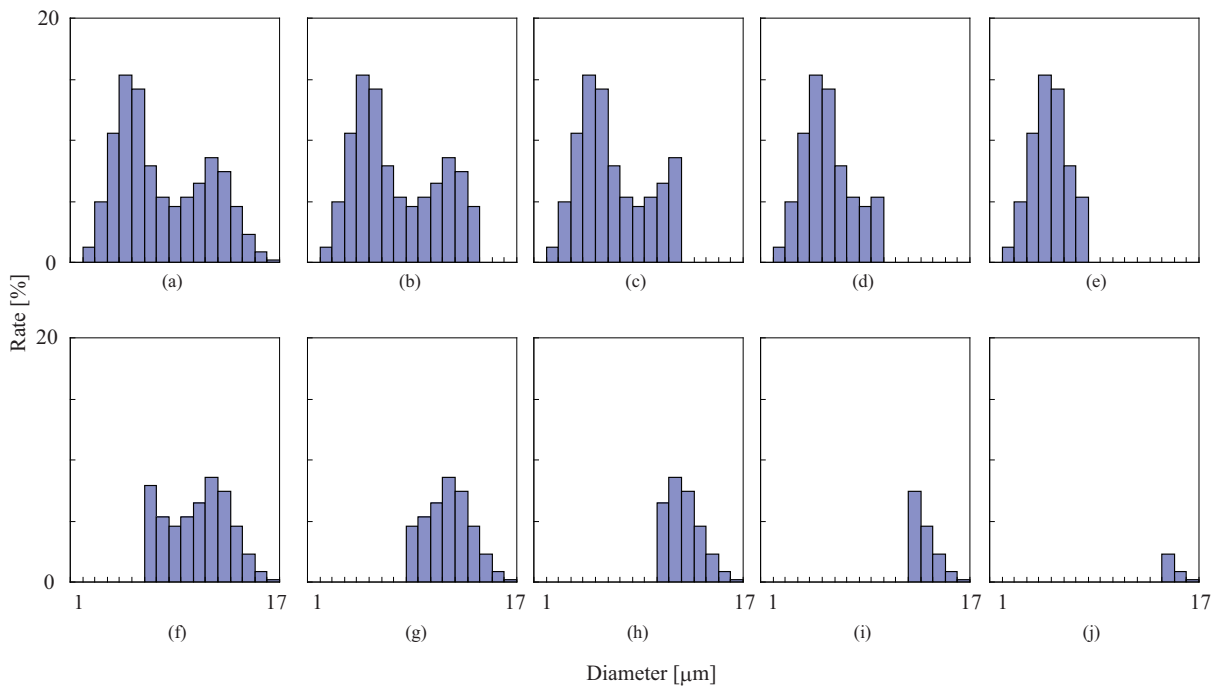 20
0
(a) (b) (c) (d) (e)
Rate [%]
20
0
1 17 1 17 1 17 1 17 1 17
(f) (g) (h) (i) (j)
Diameter [μm]